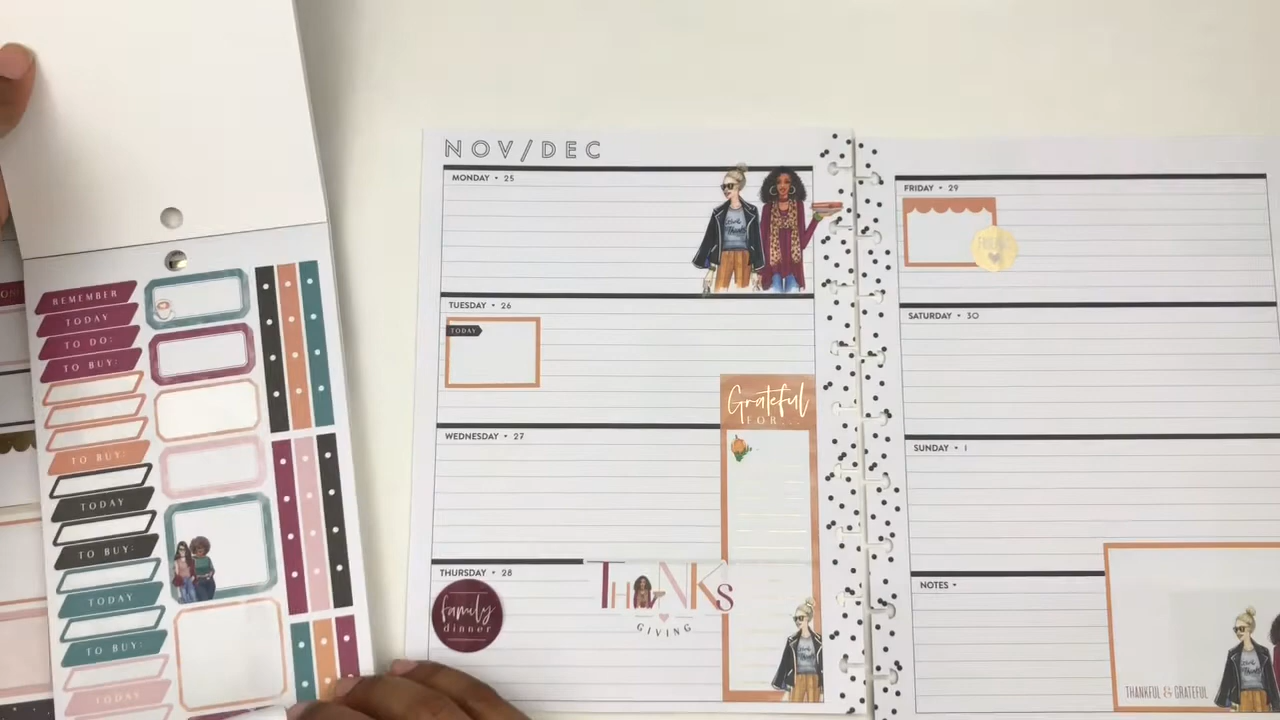 REMEMBER
TODAY
TO DO:
TO BUY:
TO BUY:
TODAY
TO BUY:
TODAY
TO BUY:
TODAY
NOV/DEC
MONDAY • 25
TUESDAY • 26
TODAY
WEDNESDAY • 27
Grateful
FOR...
THURSDAY • 28
family
dinner
THANKS
GIVING
FRIDAY • 29
SATURDAY • 30
SUNDAY • 1
NOTES
THANKFUL & GRATEFUL